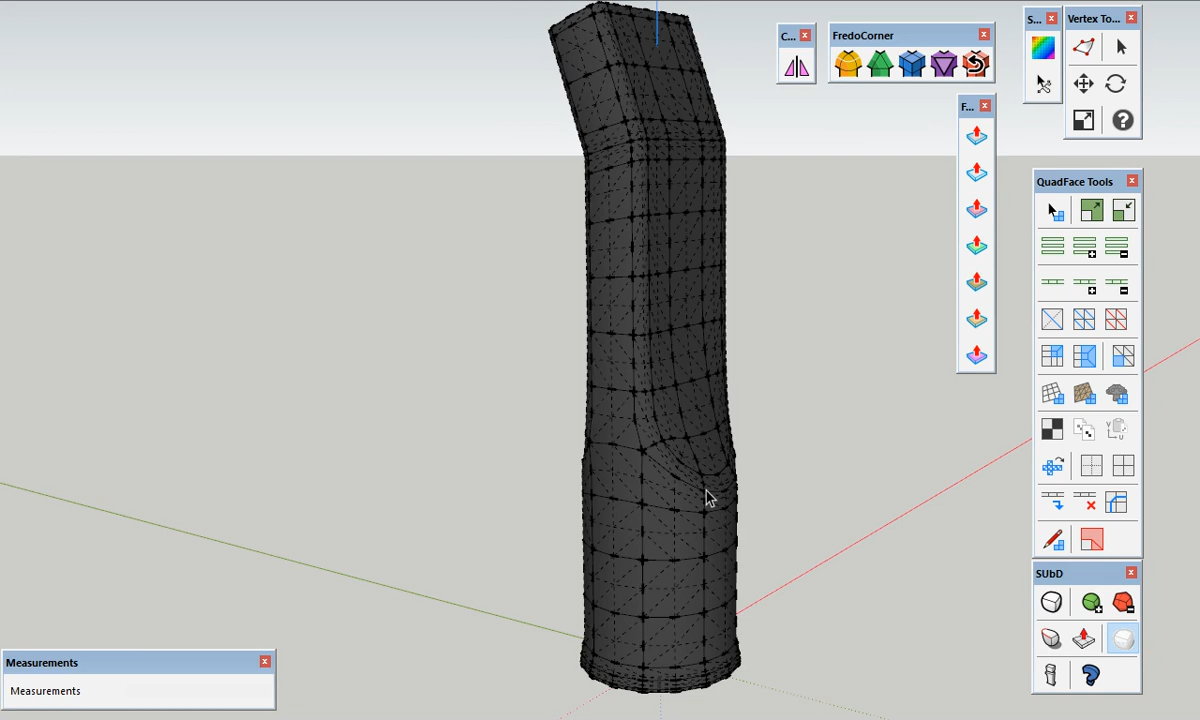 C...
FredoCorner
S...
Vertex To...
F...
QuadFace Tools
SUbD
Measurements
Measurements